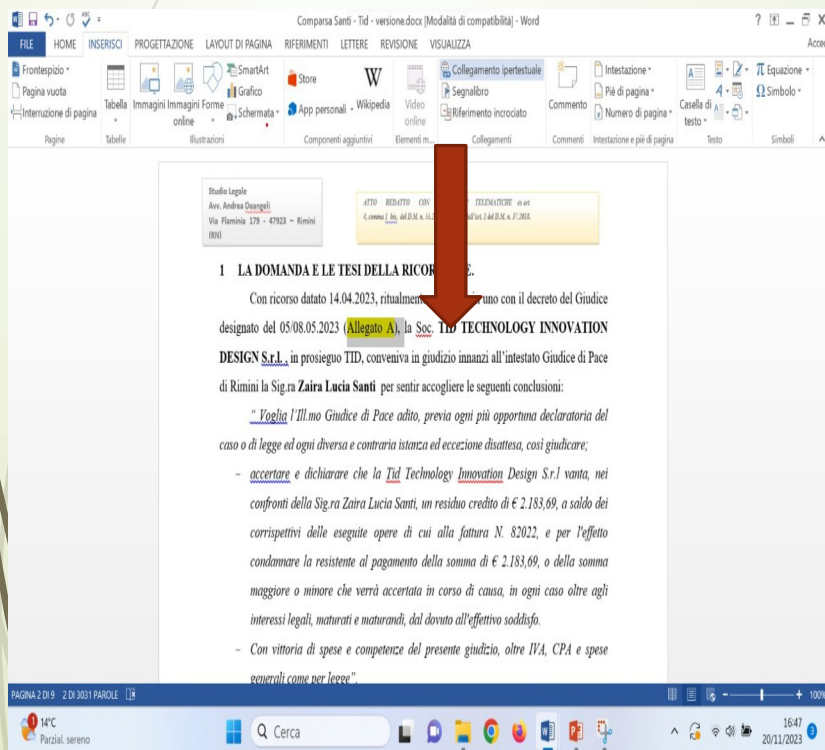 Comparsa Santi - Tid - versione.docx [Modalità di compatibilità] - Word
FILE HOME INSERISCI PROGETTAZIONE LAYOUT DI PAGINA RIFERIMENTI LETTERE REVISIONE VISUALIZZA Acced
Frontespizio
Pagina vuota
Interruzione di pagina
Pagine
Tabella
Tabelle
Immagini Immagini online Forme
SmartArt
Grafico
Schermata
Illustrazioni
Store
App personali
Wikipedia
Componenti aggiuntivi
Video online
Elementi m...
Collegamento ipertestuale
Segnalibro
Riferimento incrociato
Collegamenti
Commento
Commenti
Intestazione
Piè di pagina
Numero di pagina
Intestazione e piè di pagina
Casella di testo
Testo
Equazione
Simbolo
Simboli
Studio Legale
Avv. Andrea Deangeli
Via Flaminia 179 - 47923 – Rimini
(RN)
ATTO REDATTO CON TELEMATICHE ex art
4, comma 1 bis, del D.M. n. 55.2 all'art. 2 del D.M. n. 37.2018.
1 LA DOMANDA E LE TESI DELLA RICOR E.
Con ricorso datato 14.04.2023, ritualmen uno con il decreto del Giudice
designato del 05/08.05.2023 (Allegato A), la Soc. TID TECHNOLOGY INNOVATION
DESIGN S.r.l. , in prosieguo TID, conveniva in giudizio innanzi all'intestato Giudice di Pace
di Rimini la Sig.ra Zaira Lucia Santi per sentir accogliere le seguenti conclusioni:
“ Voglia l'Ill.mo Giudice di Pace adito, previa ogni più opportuna declaratoria del
caso o di legge ed ogni diversa e contraria istanza ed eccezione disattesa, così giudicare;
- accertare e dichiarare che la Tid Technology Innovation Design S.r.l vanta, nei
confronti della Sig.ra Zaira Lucia Santi, un residuo credito di € 2.183,69, a saldo dei
corrispettivi delle eseguite opere di cui alla fattura N. 82022, e per l'effetto
condannare la resistente al pagamento della somma di € 2.183,69, o della somma
maggiore o minore che verrà accertata in corso di causa, in ogni caso oltre agli
interessi legali, maturati e maturandi, dal dovuto all'effettivo soddisfo.
- Con vittoria di spese e competenze del presente giudizio, oltre IVA, CPA e spese
generali come per legge”.
PAGINA 2 DI 9 2 DI 3031 PAROLE 100%
14°C
Parzial. sereno
Cerca
16:47
20/11/2023